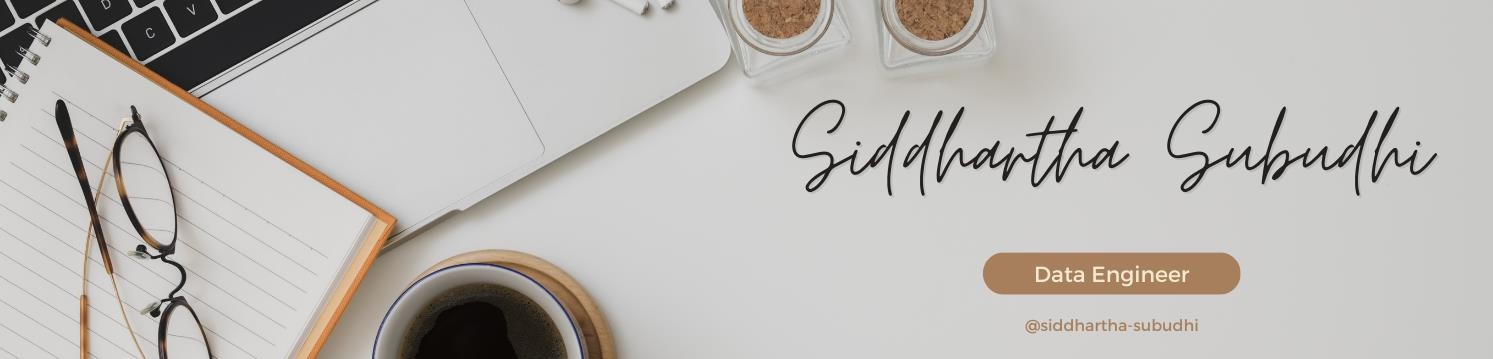 D
C
V
Siddhartha Subudhi
Data Engineer
@siddhartha-subudhi